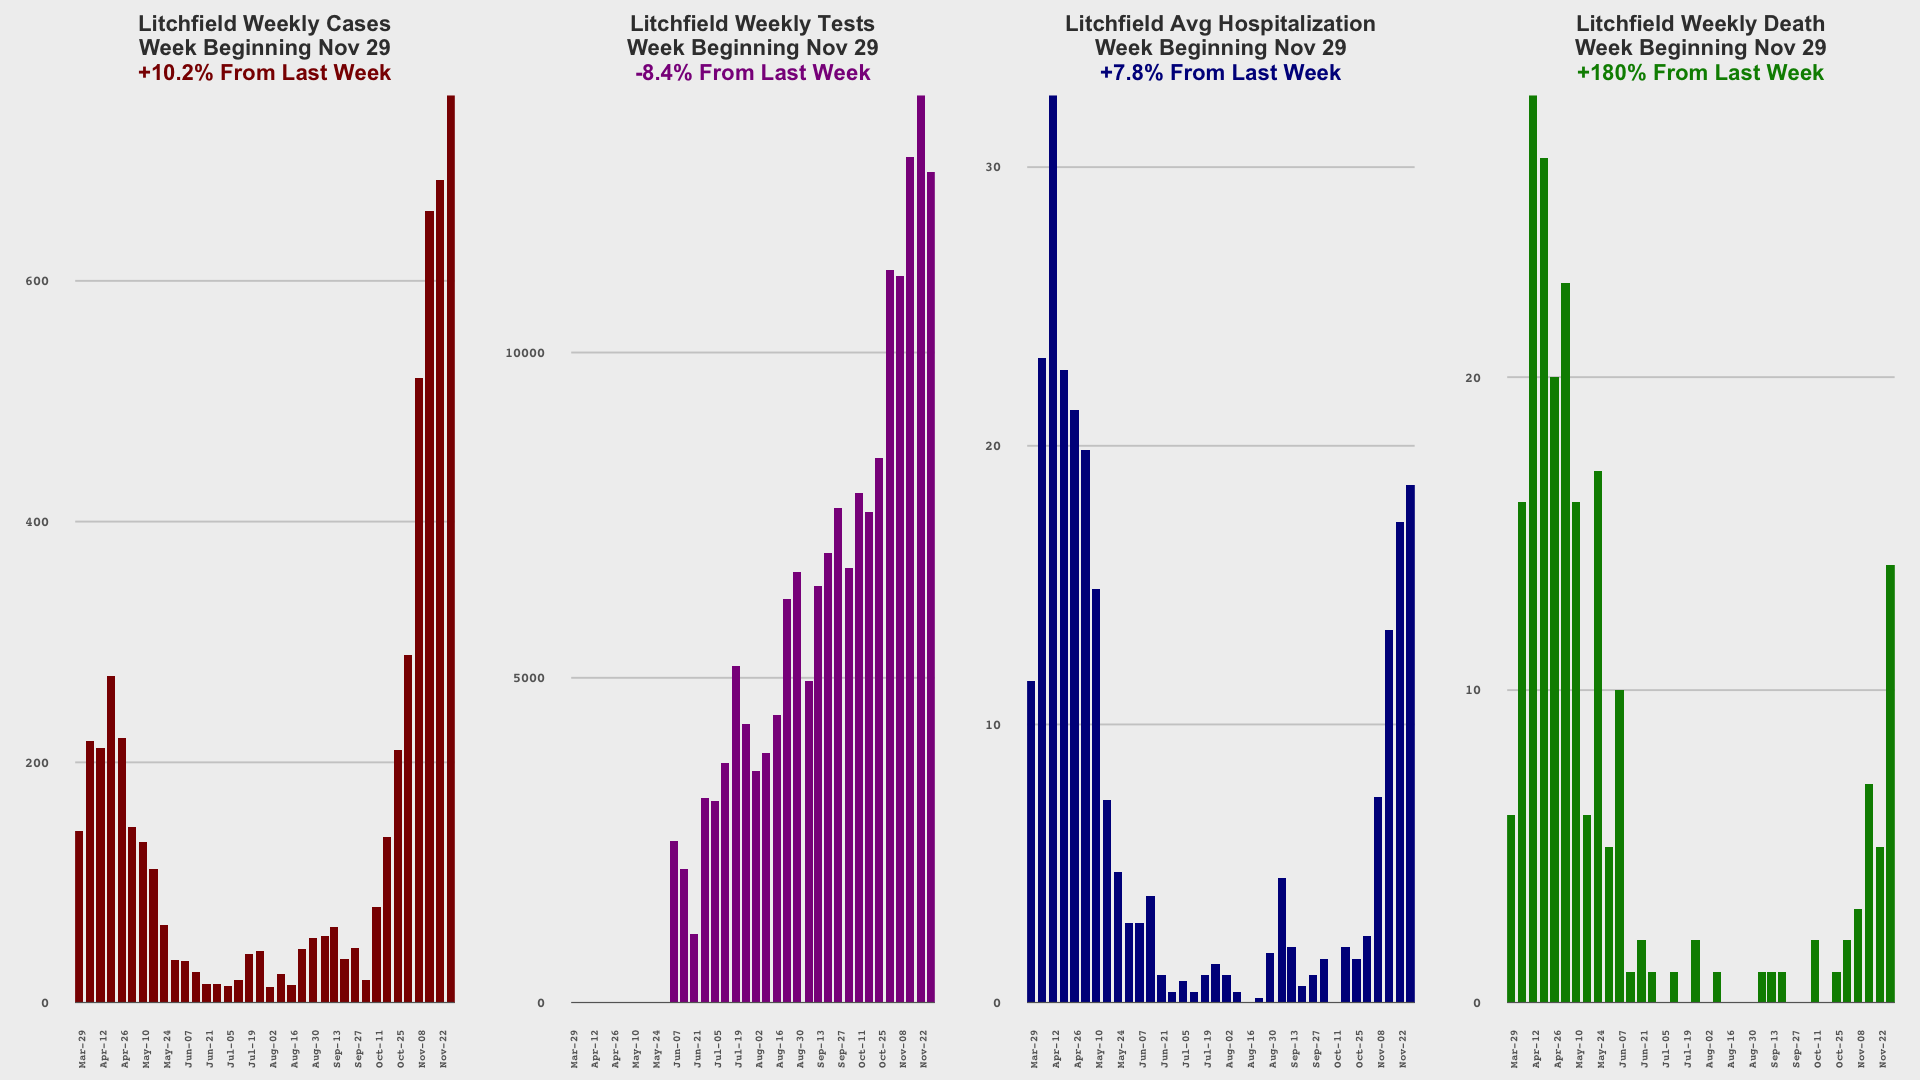 Litchfield Weekly Cases
Week Beginning Nov 29
+10.2% From Last Week
600
400
200
0
Mar-29
Apr-12
Apr-26
May-10
May-24
Jun-07
Jun-21
Jul-05
Jul-19
Aug-02
Aug-16
Aug-30
Sep-13
Sep-27
Oct-11
Oct-25
Nov-08
Nov-22
Litchfield Weekly Tests
Week Beginning Nov 29
-8.4% From Last Week
10000
5000
0
Mar-29
Apr-12
Apr-26
May-10
May-24
Jun-07
Jun-21
Jul-05
Jul-19
Aug-02
Aug-16
Aug-30
Sep-13
Sep-27
Oct-11
Oct-25
Nov-08
Nov-22
Litchfield Avg Hospitalization
Week Beginning Nov 29
+7.8% From Last Week
30
20
10
0
Mar-29
Apr-12
Apr-26
May-10
May-24
Jun-07
Jun-21
Jul-05
Jul-19
Aug-02
Aug-16
Aug-30
Sep-13
Sep-27
Oct-11
Oct-25
Nov-08
Nov-22
Litchfield Weekly Death
Week Beginning Nov 29
+180% From Last Week
20
10
0
Mar-29
Apr-12
Apr-26
May-10
May-24
Jun-07
Jun-21
Jul-05
Jul-19
Aug-02
Aug-16
Aug-30
Sep-13
Sep-27
Oct-11
Oct-25
Nov-08
Nov-22